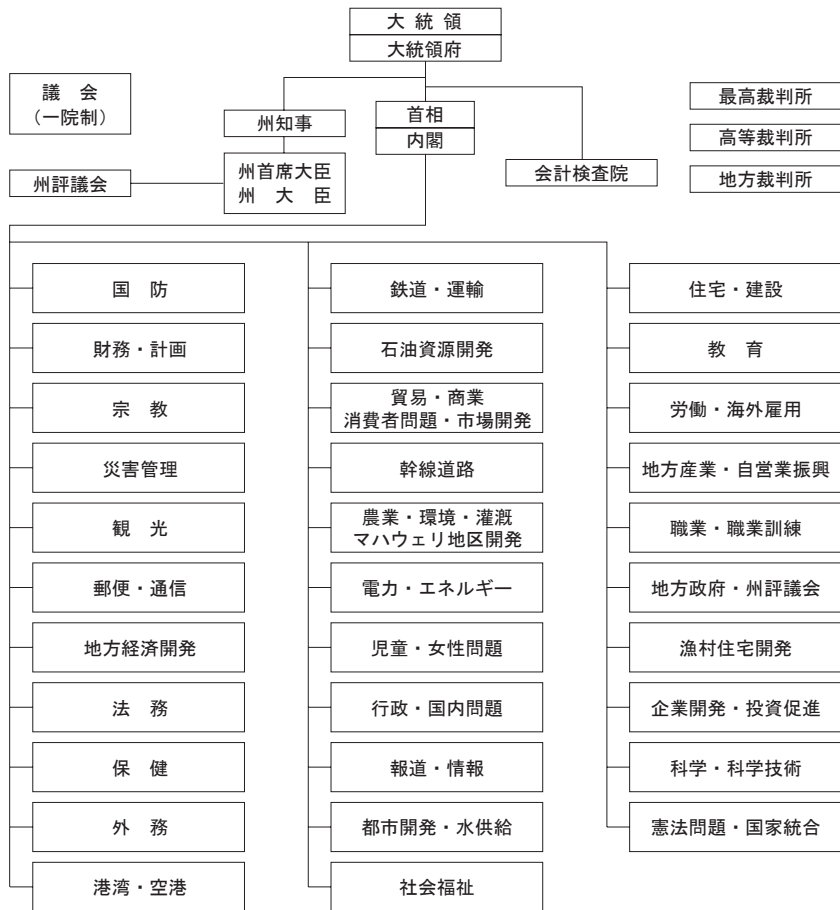 大 統 領
大統領府
議 会
（一院制）
州知事
首相
内閣
最高裁判所
高等裁判所
地方裁判所
州評議会
州首席大臣
州 大 臣
会計検査院
国 防
財務・計画
宗 教
災害管理
観 光
郵便・通信
地方経済開発
法 務
保 健
外 務
港湾・空港
鉄道・運輸
石油資源開発
貿易・商業
消費者問題・市場開発
幹線道路
農業・環境・灌漑
マハウェリ地区開発
電力・エネルギー
児童・女性問題
行政・国内問題
報道・情報
都市開発・水供給
社会福祉
住宅・建設
教 育
労働・海外雇用
地方産業・自営業振興
職業・職業訓練
地方政府・州評議会
漁村住宅開発
企業開発・投資促進
科学・科学技術
憲法問題・国家統合